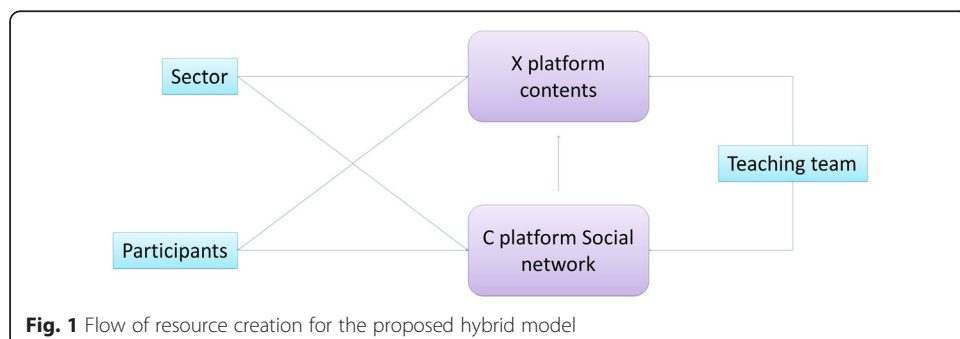 Sector
X platform
contents
Teaching team
Participants
C platform Social
network
Fig. 1 Flow of resource creation for the proposed hybrid model